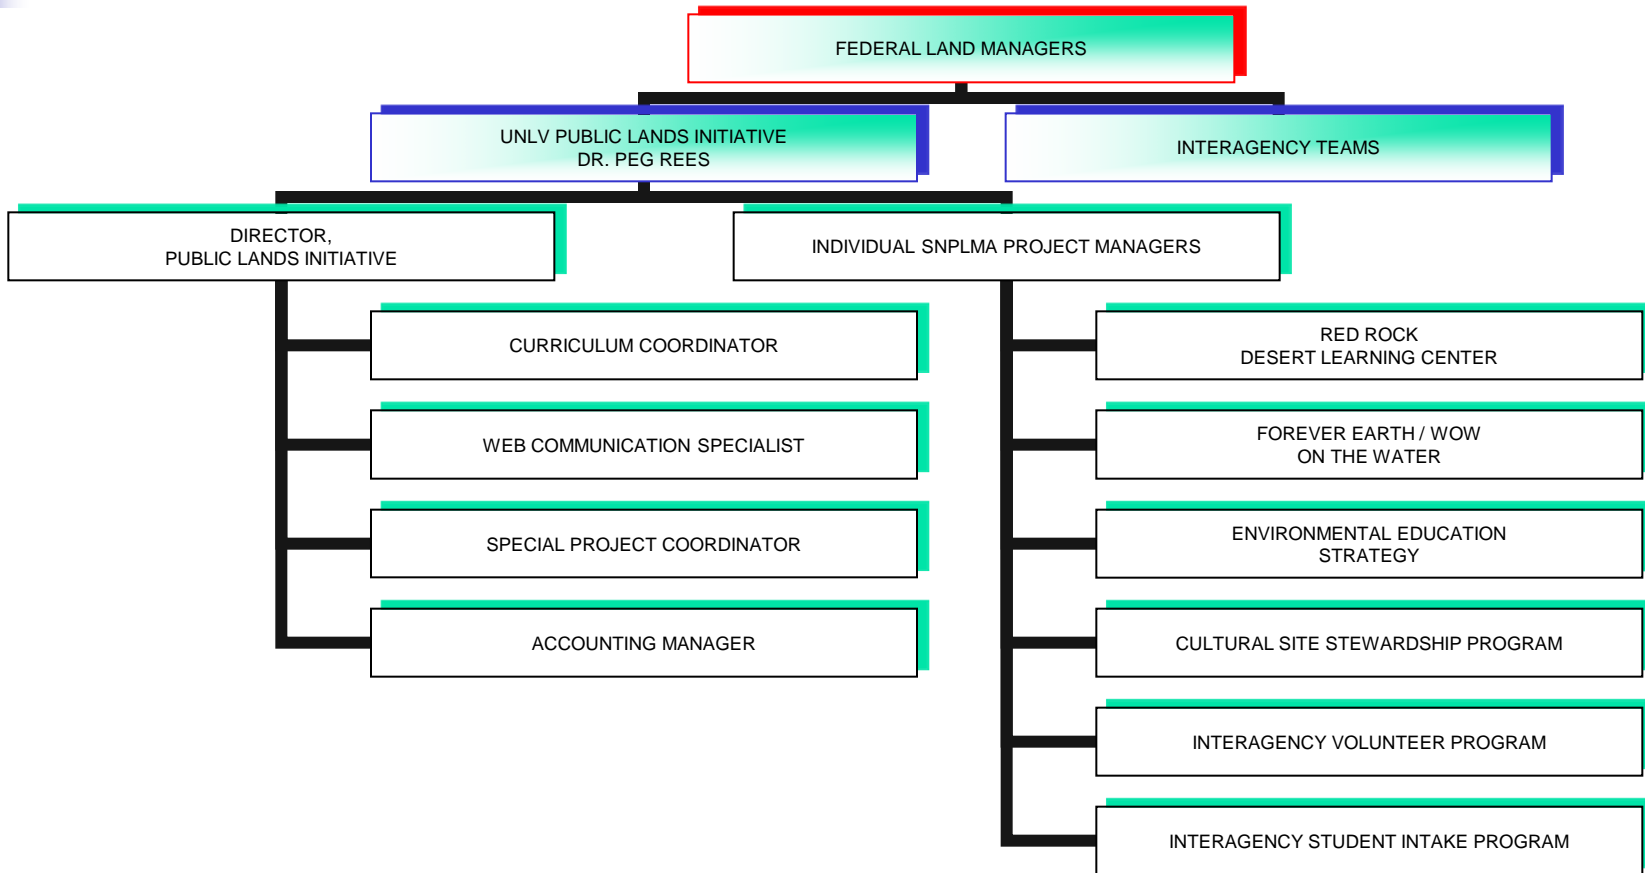 FEDERAL LAND MANAGERS
UNLV PUBLIC LANDS INITIATIVE
DR. PEG REES
INTERAGENCY TEAMS
DIRECTOR,
PUBLIC LANDS INITIATIVE
INDIVIDUAL SNPLMA PROJECT MANAGERS
CURRICULUM COORDINATOR
WEB COMMUNICATION SPECIALIST
SPECIAL PROJECT COORDINATOR
ACCOUNTING MANAGER
RED ROCK
DESERT LEARNING CENTER
FOREVER EARTH / WOW
ON THE WATER
ENVIRONMENTAL EDUCATION
STRATEGY
CULTURAL SITE STEWARDSHIP PROGRAM
INTERAGENCY VOLUNTEER PROGRAM
INTERAGENCY STUDENT INTAKE PROGRAM